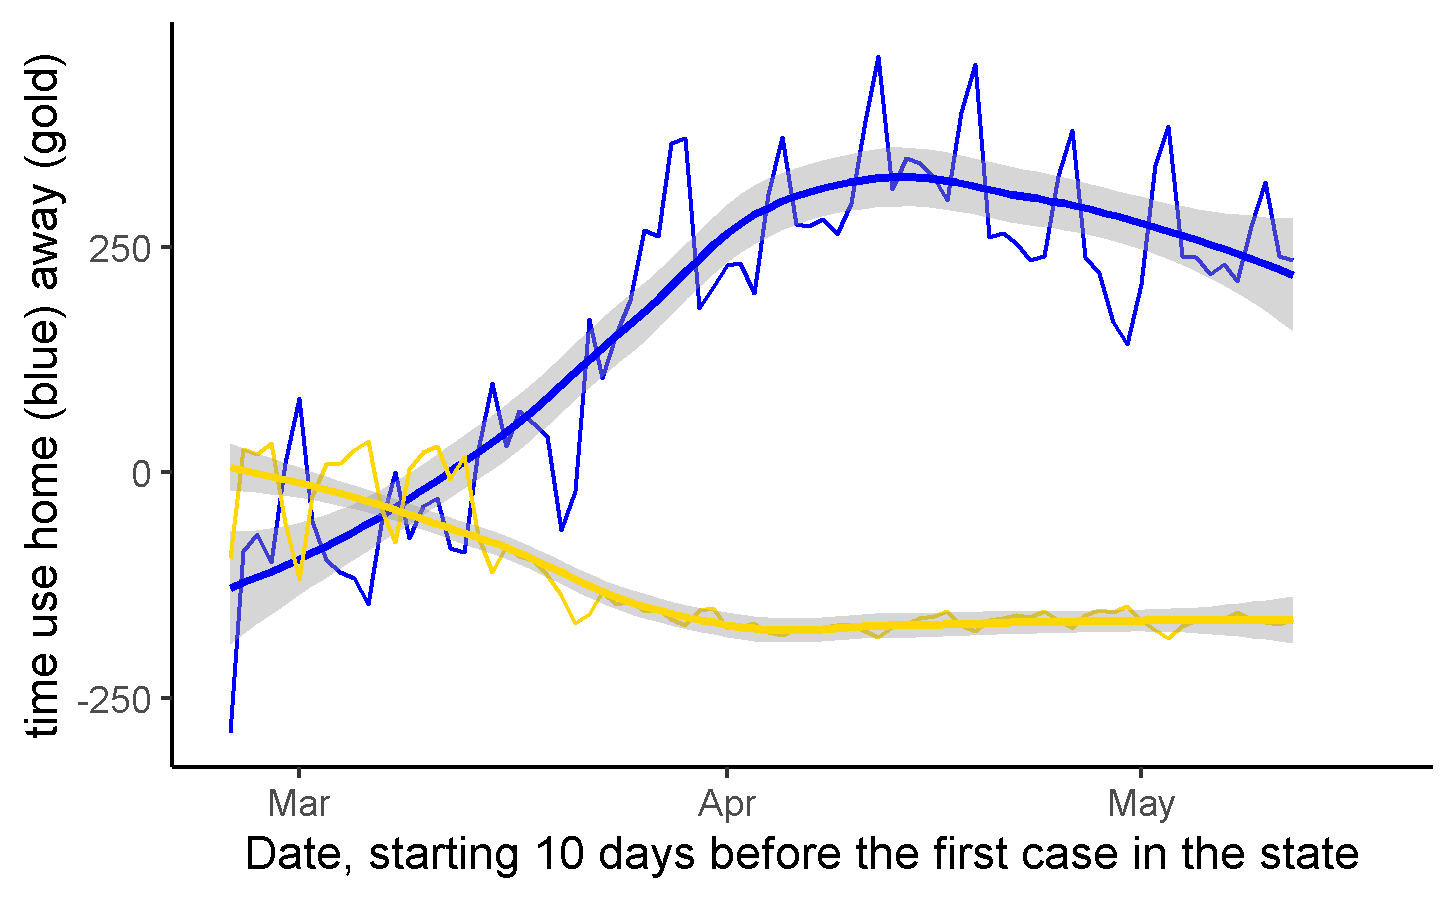 time use home (blue) away (gold)
250
0
-250
Mar
Apr
May
Date, starting 10 days before the first case in the state